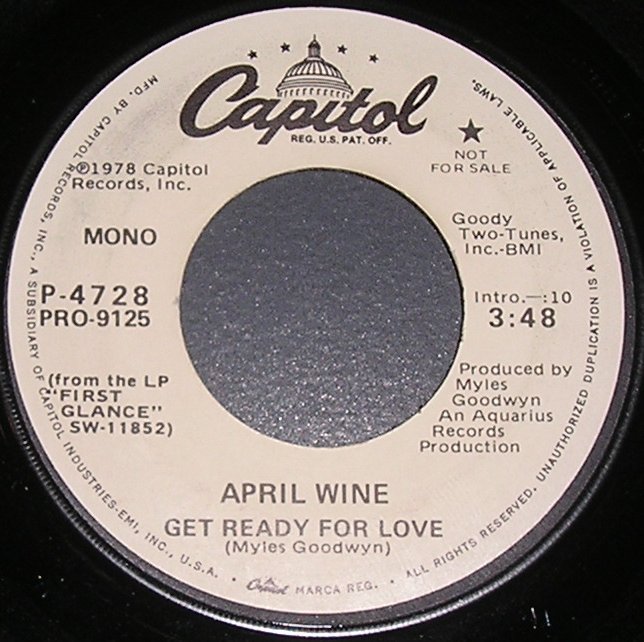 Capitol
REG. U.S. PAT. OFF.
★
NOT
FOR SALE
℗1978 Capitol
Records, Inc.
MONO
P-4728
PRO-9125
(from the LP
"FIRST
GLANCE"
SW-11852)
Goody
Two-Tunes,
Inc.-BMI
Intro.—:10
3:48
Produced by
Myles
Goodwyn
An Aquarius
Records
Production
APRIL WINE
GET READY FOR LOVE
(Myles Goodwyn)
MFD. BY CAPITOL RECORDS, INC., A SUBSIDIARY OF CAPITOL INDUSTRIES-EMI, INC., U.S.A. • Capitol MARCA REG. • ALL RIGHTS RESERVED. UNAUTHORIZED DUPLICATION IS A VIOLATION OF APPLICABLE LAWS.